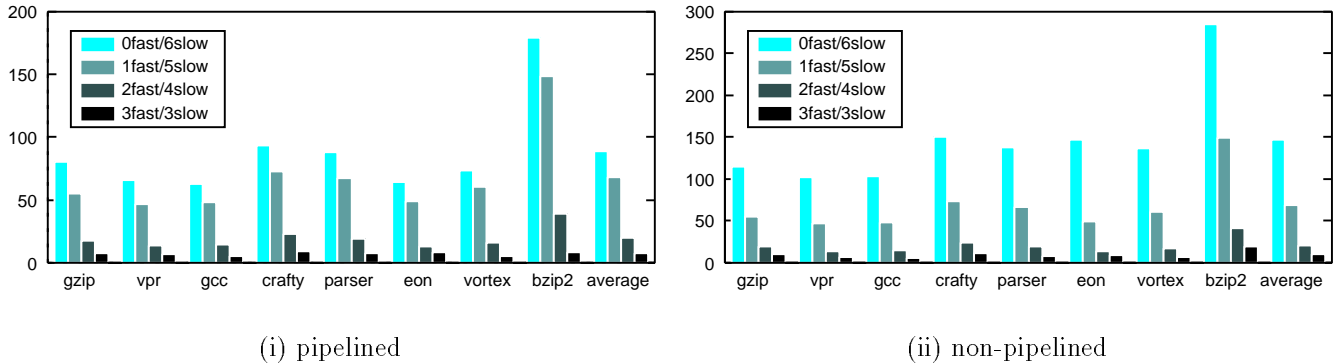 200
150
100
50
0
0fast/6slow
1fast/5slow
2fast/4slow
3fast/3slow
gzip vpr gcc crafty parser eon vortex bzip2 average
(i) pipelined
300
250
200
150
100
50
0
0fast/6slow
1fast/5slow
2fast/4slow
3fast/3slow
gzip vpr gcc crafty parser eon vortex bzip2 average
(ii) non-pipelined